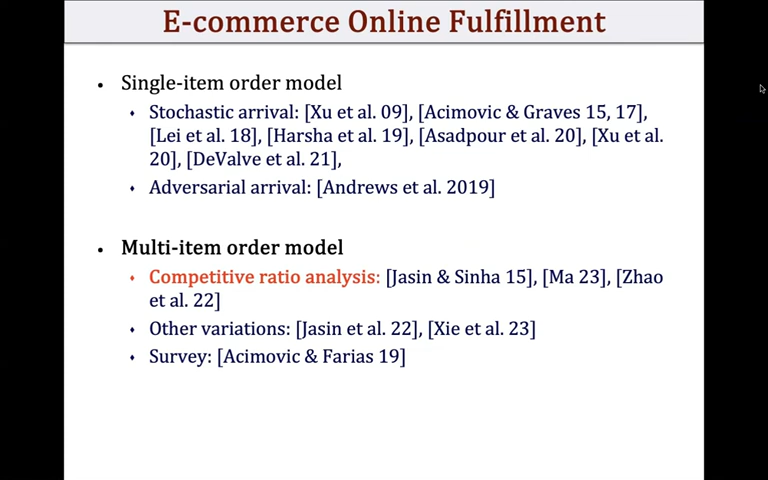 E-commerce Online Fulfillment
• Single-item order model
♦ Stochastic arrival: [Xu et al. 09], [Acimovic & Graves 15, 17],
[Lei et al. 18], [Harsha et al. 19], [Asadpour et al. 20], [Xu et al.
20], [DeValve et al. 21],
♦ Adversarial arrival: [Andrews et al. 2019]
• Multi-item order model
♦ Competitive ratio analysis: [Jasin & Sinha 15], [Ma 23], [Zhao
et al. 22]
♦ Other variations: [Jasin et al. 22], [Xie et al. 23]
♦ Survey: [Acimovic & Farias 19]